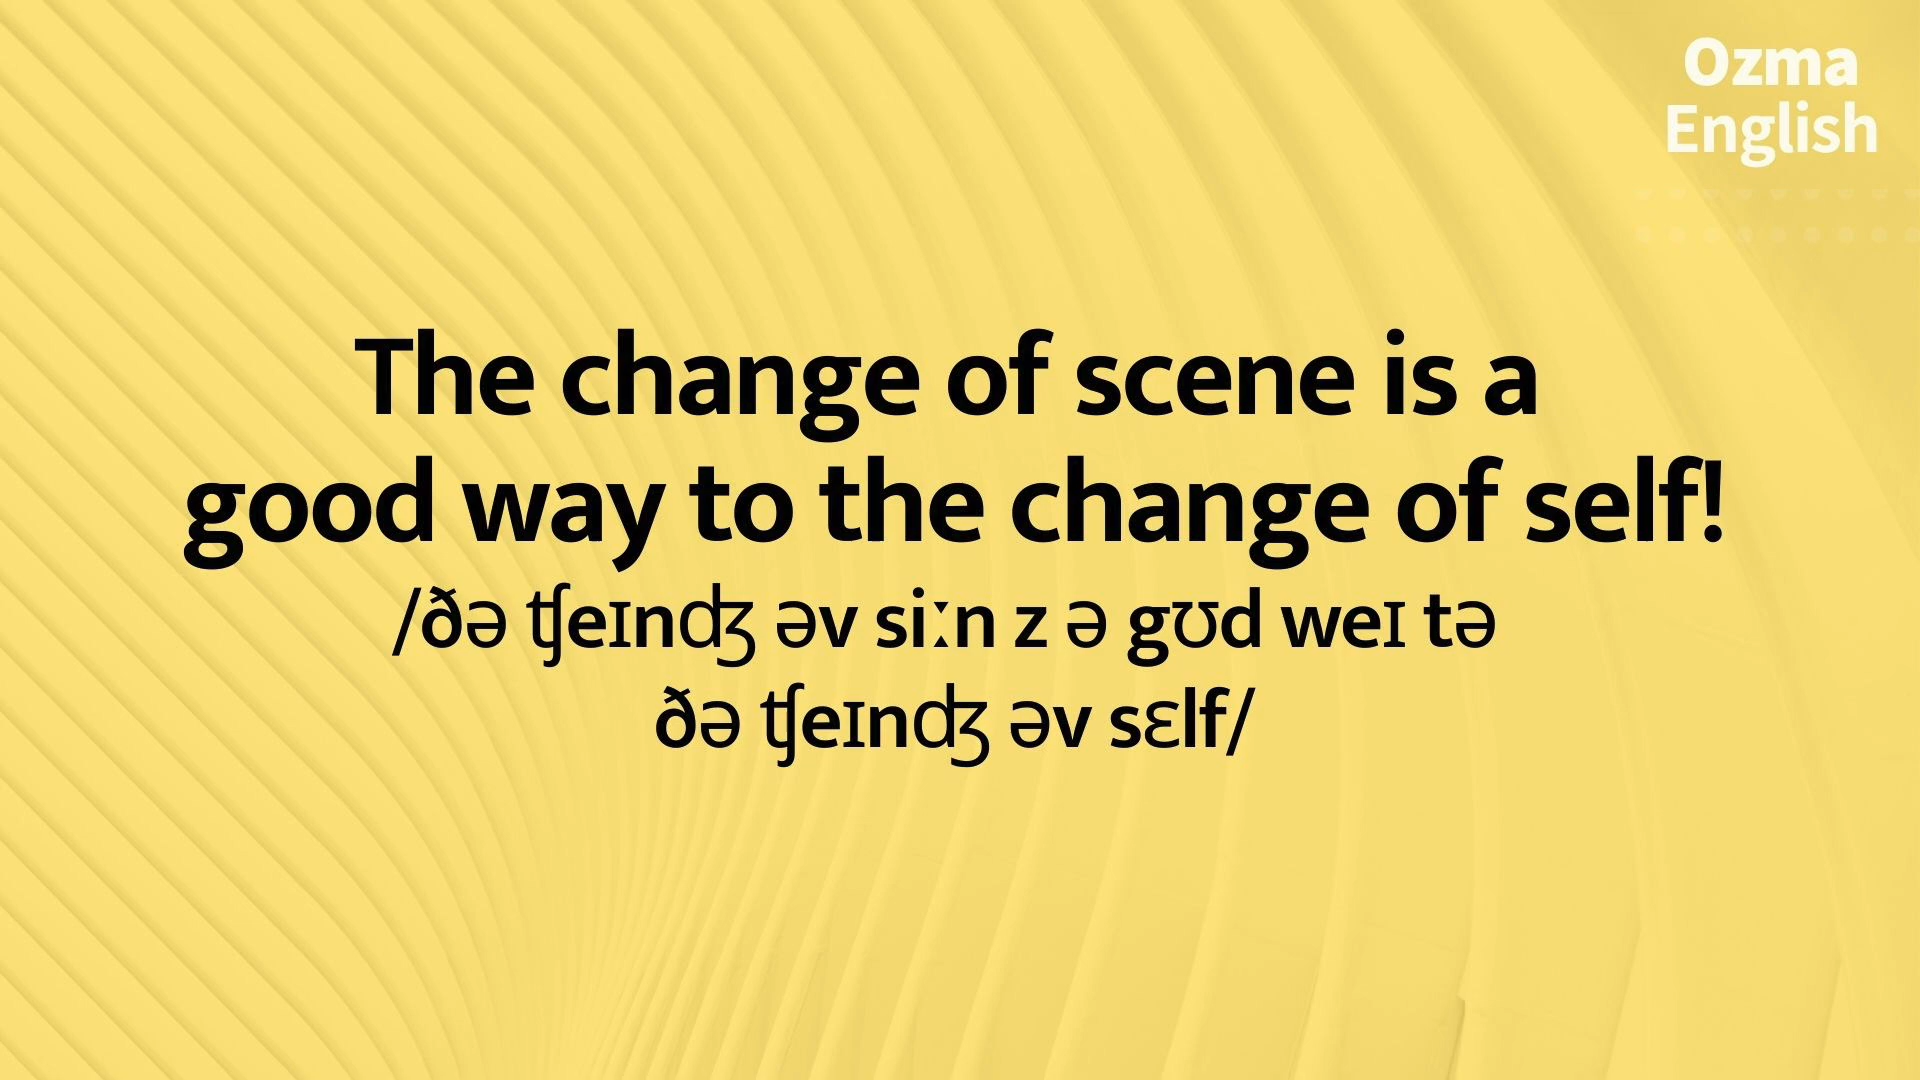 Ozma
English
The change of scene is a
good way to the change of self!
/ðə ʧeɪnʤ əv siːn z ə gʊd weɪ tə
ðə ʧeɪnʤ əv sɛlf/